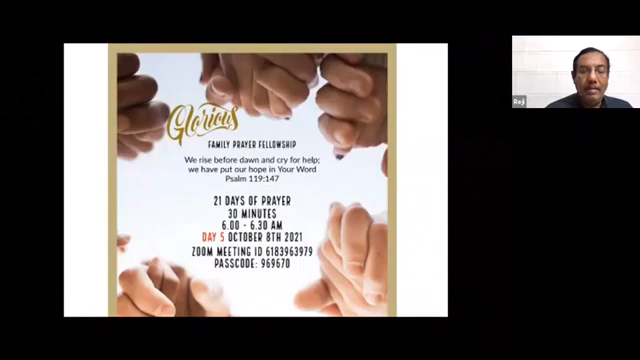 Glorious
FAMILY PRAYER FELLOWSHIP
We rise before dawn and cry for help;
we have put our hope in Your Word
Psalm 119:147
21 DAYS OF PRAYER
30 MINUTES
6.00 - 6.30 AM
DAY 5 OCTOBER 8TH 2021
ZOOM MEETING ID 6183963979
PASSCODE: 969670
Reji